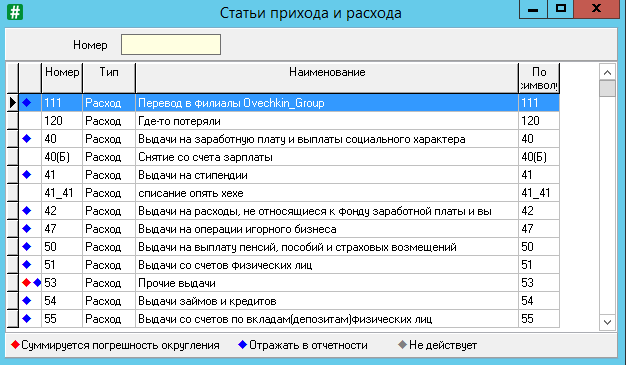 Статьи прихода и расхода
Номер
Номер Тип Наименование По символу
111 Расход Перевод в филиалы Ovechkin_Group 111
120 Расход Где-то потеряли 120
40 Расход Выдачи на заработную плату и выплаты социального характера 40
40(Б) Расход Снятие со счета зарплаты 40(Б)
41 Расход Выдачи на стипендии 41
41_41 Расход списание опять хехе 41_41
42 Расход Выдачи на расходы, не относящиеся к фонду заработной платы и вы 42
47 Расход Выдачи на операции игорного бизнеса 47
50 Расход Выдачи на выплату пенсий, пособий и страховых возмещений 50
51 Расход Выдачи со счетов физических лиц 51
53 Расход Прочие выдачи 53
54 Расход Выдачи займов и кредитов 54
55 Расход Выдачи со счетов по вкладам(депозитам)физических лиц 55
Суммируется погрешность округления Отражать в отчетности Не действует